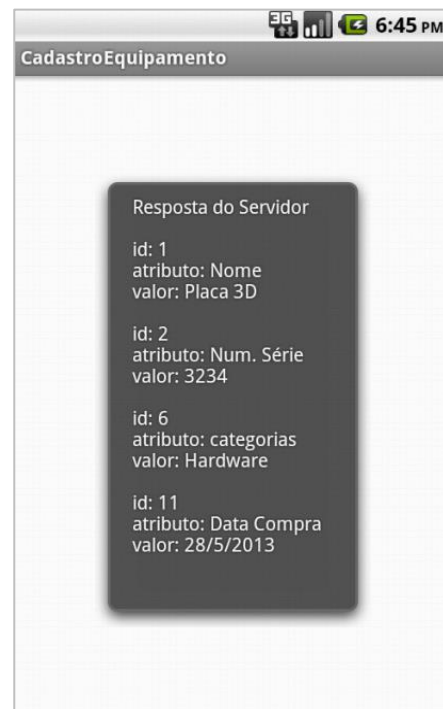 3G 6:45 PM
CadastroEquipamento
Resposta do Servidor
id: 1
atributo: Nome
valor: Placa 3D
id: 2
atributo: Num. Série
valor: 3234
id: 6
atributo: categorias
valor: Hardware
id: 11
atributo: Data Compra
valor: 28/5/2013